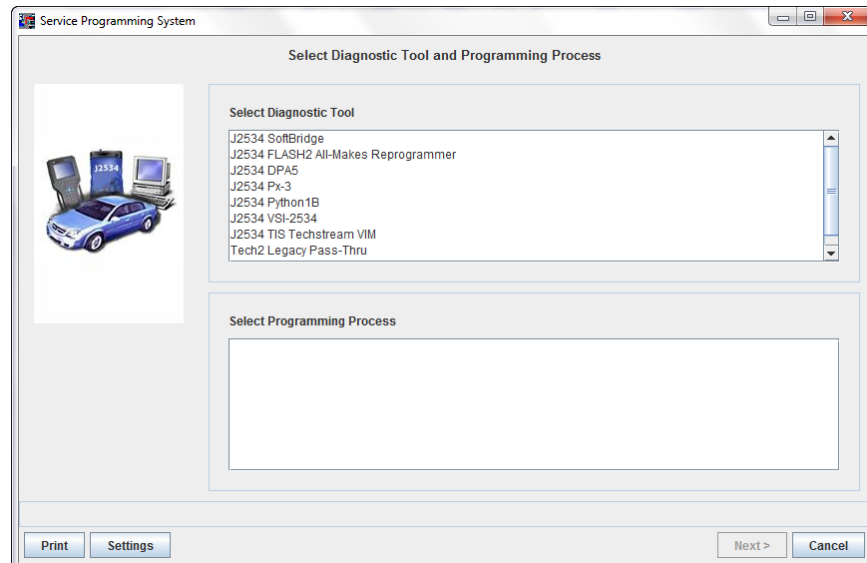 Service Programming System
Select Diagnostic Tool and Programming Process
J2534
Select Diagnostic Tool
J2534 SoftBridge
J2534 FLASH2 All-Makes Reprogrammer
J2534 DPA5
J2534 Px-3
J2534 Python1B
J2534 VSI-2534
J2534 TIS Techstream VIM
Tech2 Legacy Pass-Thru
Select Programming Process
Print Settings Next > Cancel